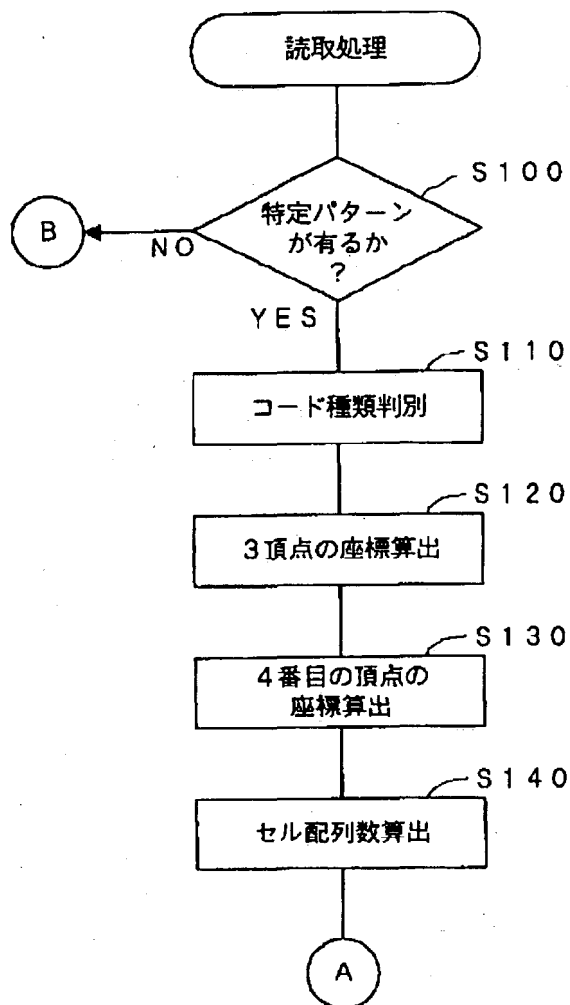 読取処理
S100
特定パターン
が有るか
?
B
NO
YES
S110
コード種類判別
S120
3頂点の座標算出
S130
4番目の頂点の
座標算出
S140
セル配列数算出
A